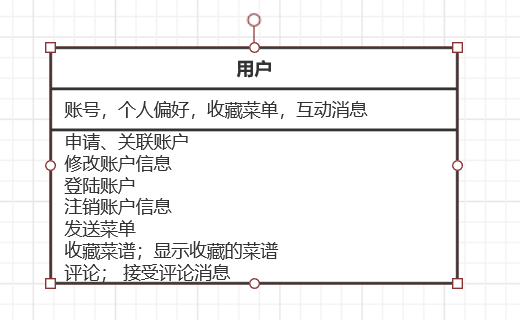 用户
账号，个人偏好，收藏菜单，互动消息
申请、关联账户
修改账户信息
登陆账户
注销账户信息
发送菜单
收藏菜谱；显示收藏的菜谱
评论； 接受评论消息